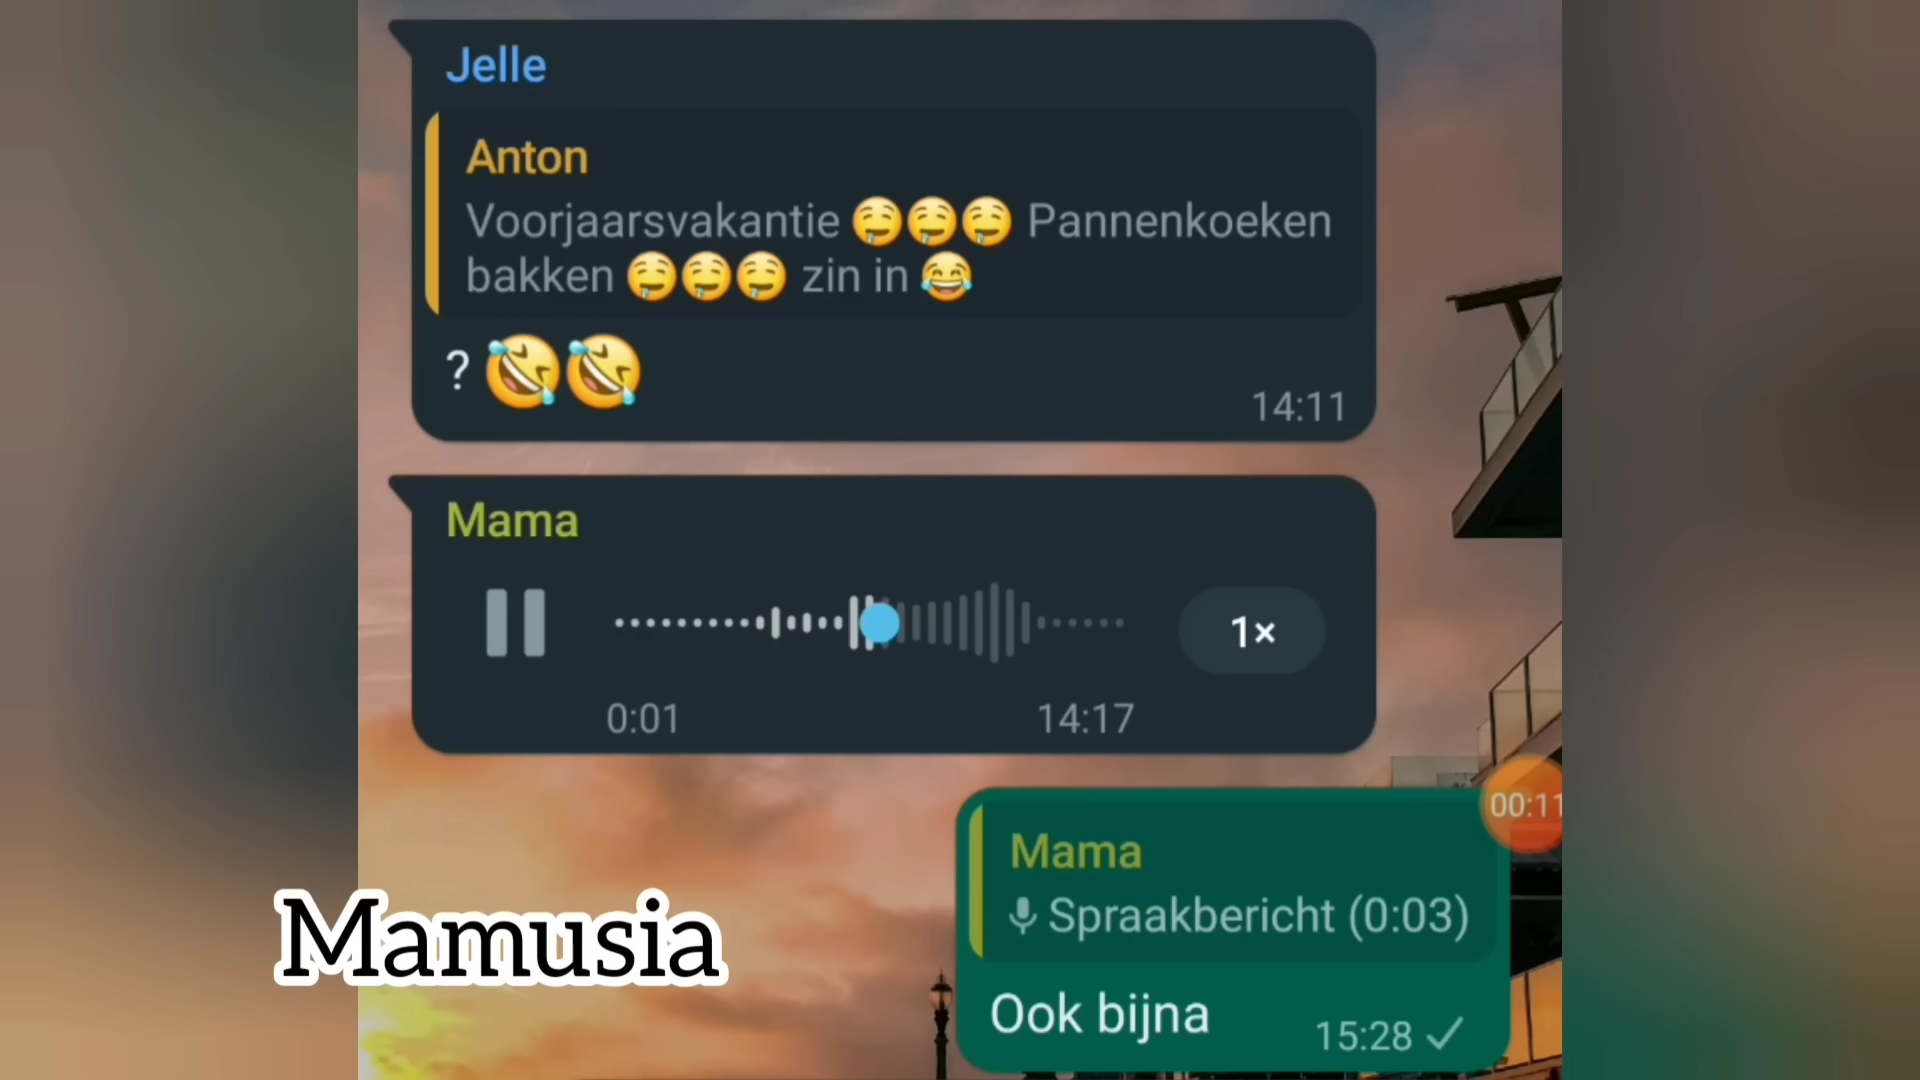 Jelle
Anton
Voorjaarsvakantie 🤤🤤🤤 Pannenkoeken
bakken 🤤🤤🤤 zin in 😂
? 🤣🤣
14:11
Mama
1×
0:01 14:17
00:11
Mama
Spraakbericht (0:03)
Mamusia
Ook bijna
15:28